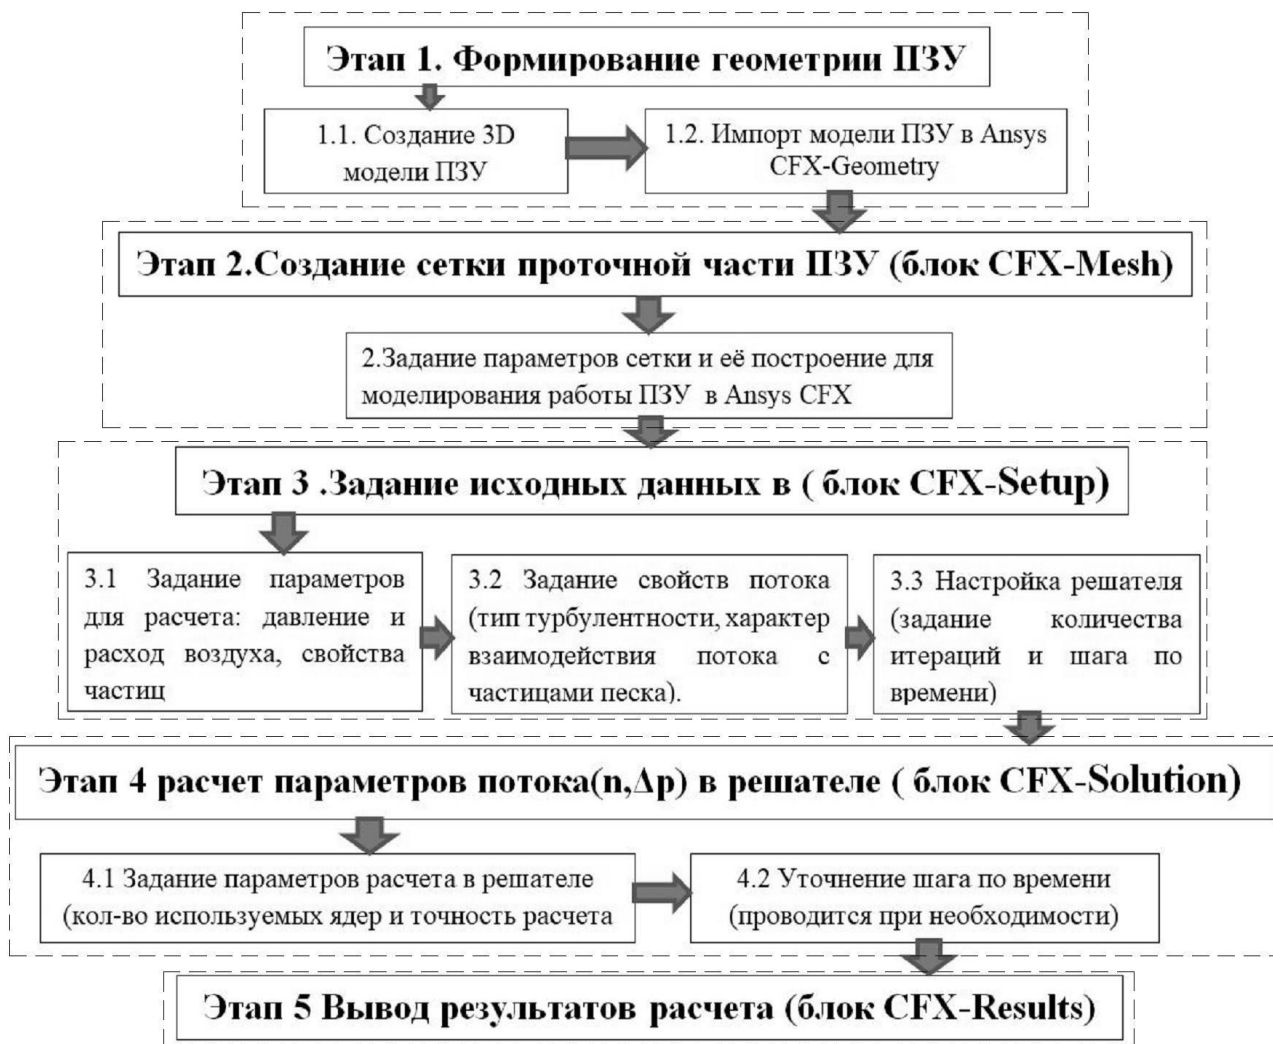 Этап 1. Формирование геометрии ПЗУ
1.1. Создание 3D
модели ПЗУ
1.2. Импорт модели ПЗУ в Ansys
CFX-Geometry
Этап 2.Создание сетки проточной части ПЗУ (блок CFX-Mesh)
2.Задание параметров сетки и её построение для
моделирования работы ПЗУ в Ansys CFX
Этап 3 .Задание исходных данных в ( блок CFX-Setup)
3.1 Задание параметров
для расчета: давление и
расход воздуха, свойства
частиц
3.2 Задание свойств потока
(тип турбулентности, характер
взаимодействия потока с
частицами песка).
3.3 Настройка решателя
(задание количества
итераций и шага по
времени)
Этап 4 расчет параметров потока(n,Δp) в решателе ( блок CFX-Solution)
4.1 Задание параметров расчета в решателе
(кол-во используемых ядер и точность расчета
4.2 Уточнение шага по времени
(проводится при необходимости)
Этап 5 Вывод результатов расчета (блок CFX-Results)